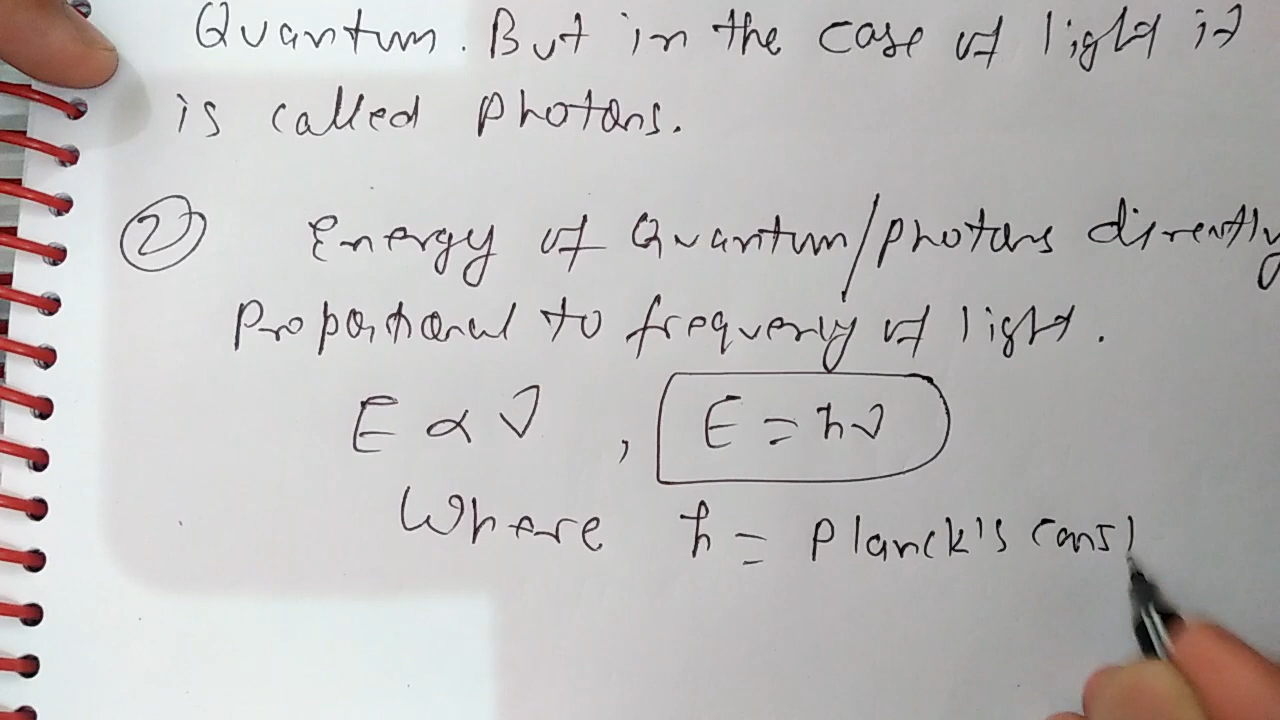 Quantum. But in the case of light it
is called photons.
② Energy of Quantum/photons directly
proportional to frequency of light.
E ∝ ν , E = hν
Where h = Planck's const